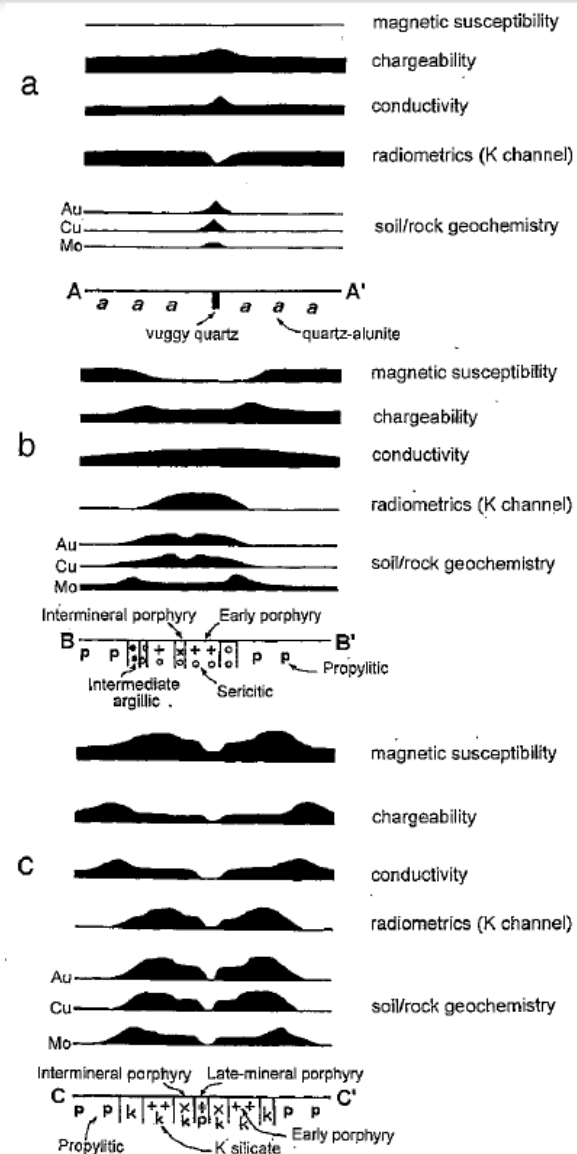 magnetic susceptibility
a
chargeability
conductivity
radiometrics (K channel)
Au
Cu
Mo
soil/rock geochemistry
A
A'
a a a a a a
vuggy quartz
quartz-alunite
magnetic susceptibility
b
chargeability
conductivity
radiometrics (K channel)
Au
Cu
Mo
soil/rock geochemistry
Intermineral porphyry
Early porphyry
B
B'
p p p p
Propylitic
Intermediate
argillic
Sericitic
magnetic susceptibility
chargeability
c
conductivity
radiometrics (K channel)
Au
Cu
Mo
soil/rock geochemistry
Intermineral porphyry
Late-mineral porphyry
C
C'
p p k k k p k k k p p
Propylitic
K silicate
Early porphyry